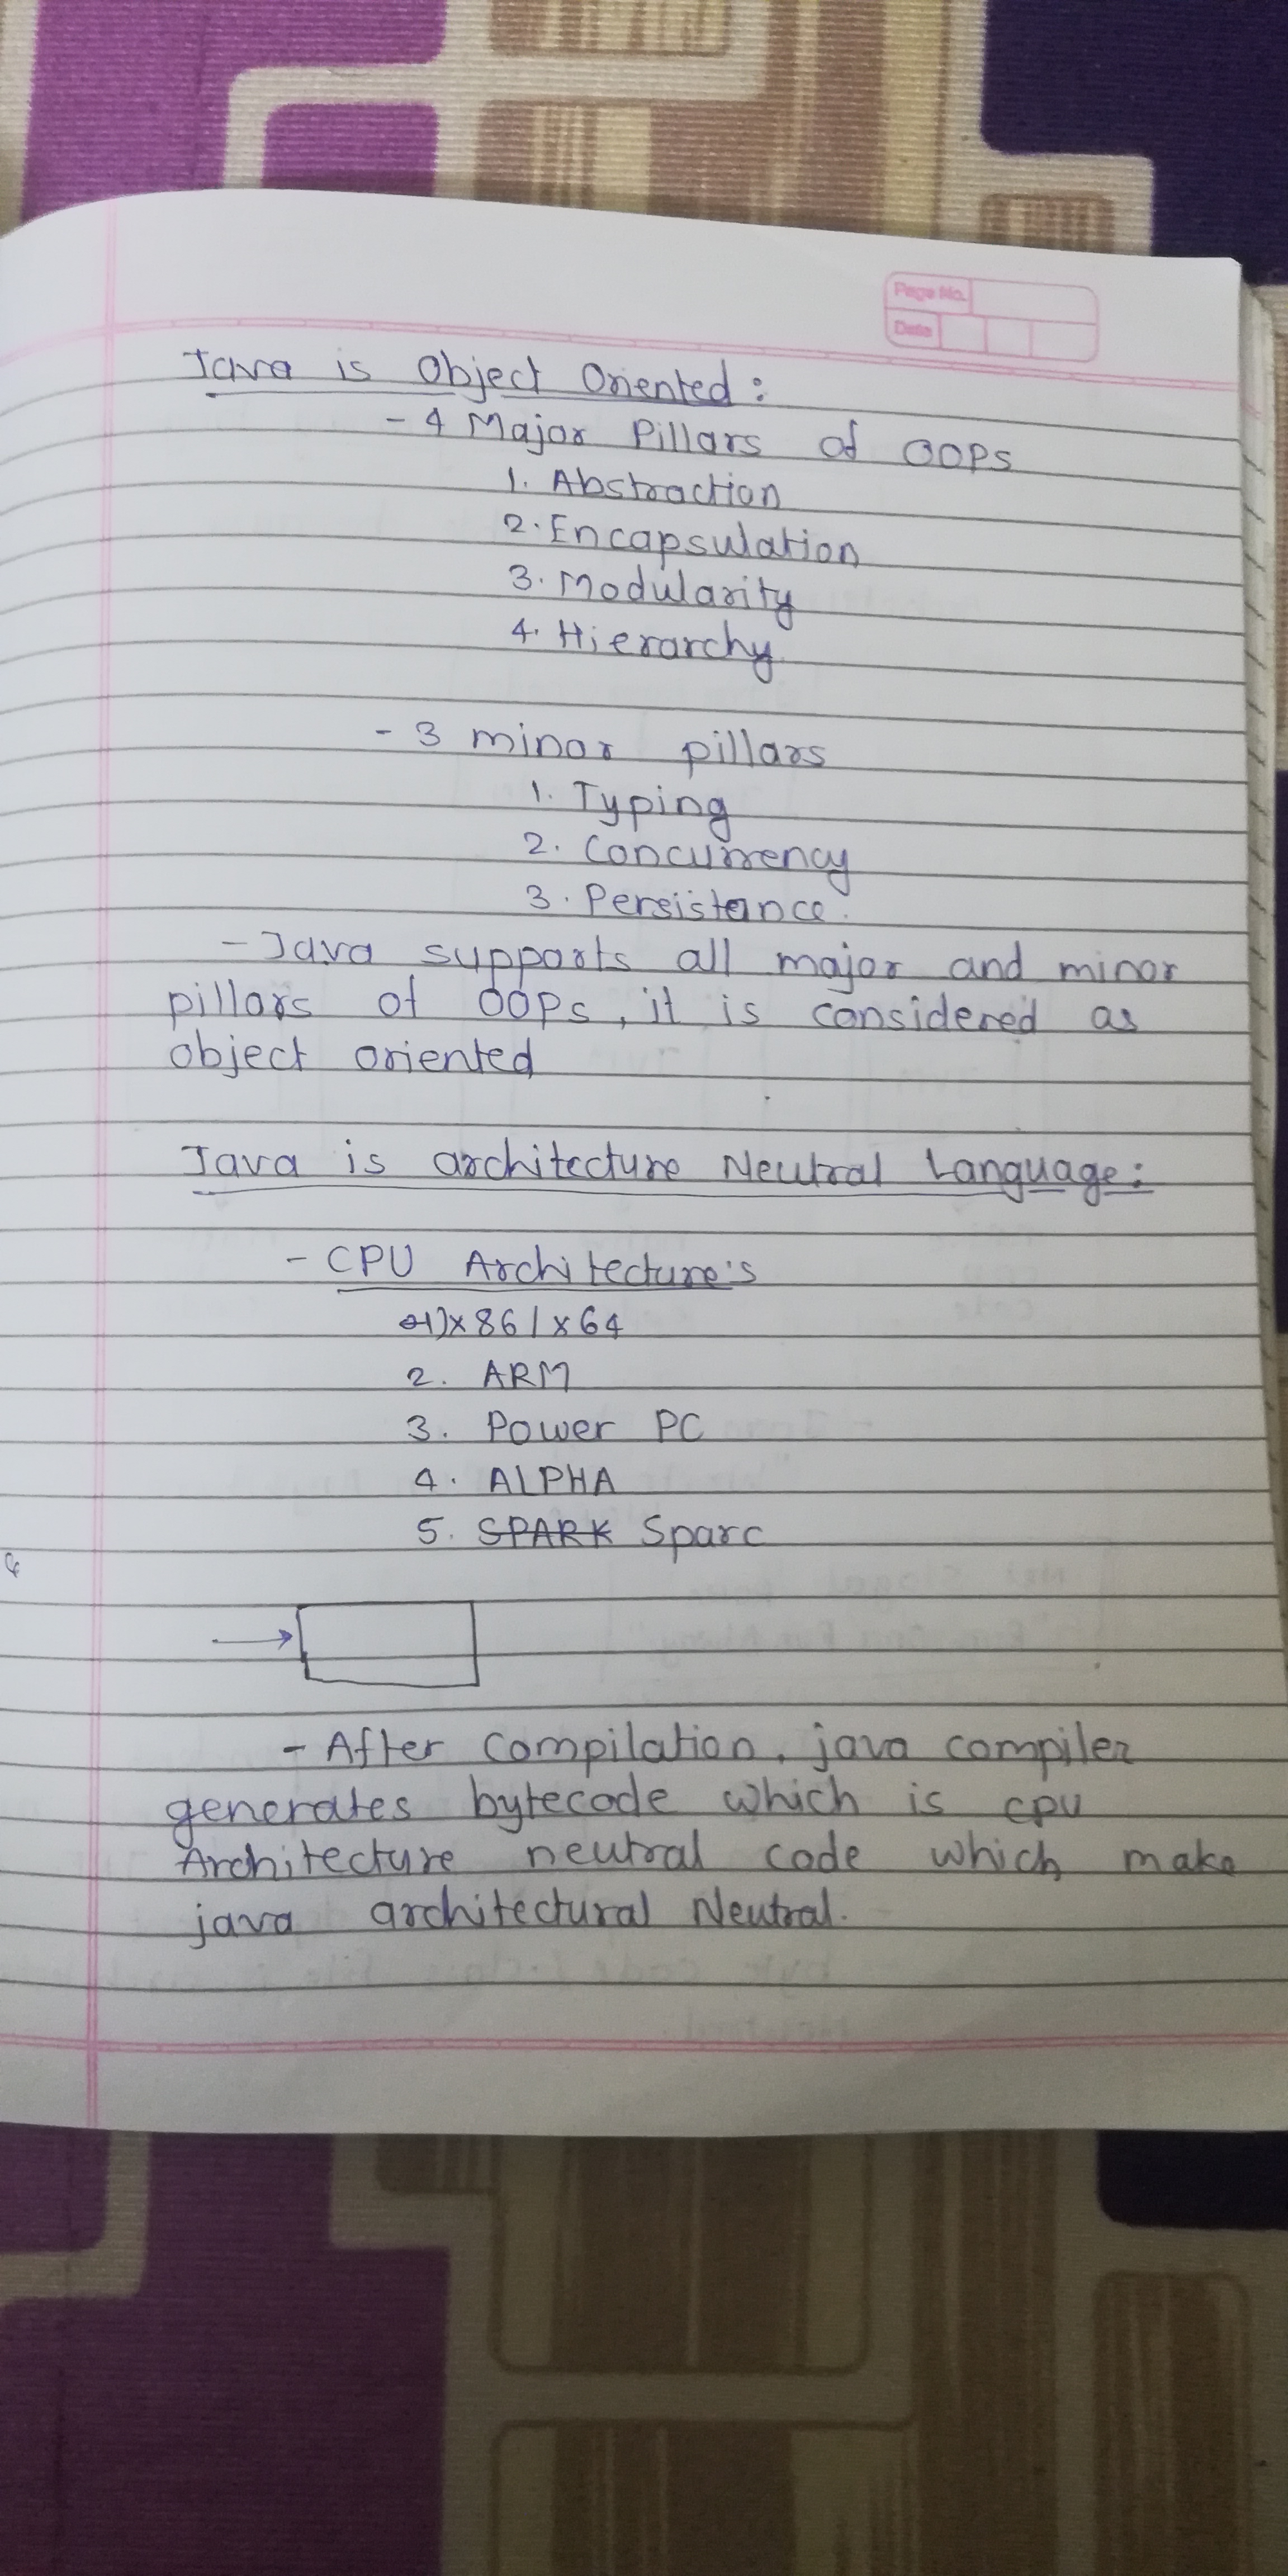 Page No.
Date
Java is Object Oriented :
- 4 Major Pillars of OOPS
1. Abstraction
2. Encapsulation
3. Modularity
4. Hierarchy
- 3 minor pillars
1. Typing
2. Concurrency
3. Persistance.
- Java supports all major and minor
pillars of OOPs, it is considered as
object oriented
Java is architecture Neutral Language :
- CPU Architecture's
1) x86 / x64
2. ARM
3. Power PC
4. ALPHA
5. SPARK Sparc
- After compilation, java compiler
generates bytecode which is cpu
Architecture neutral code which make
java architectural Neutral.